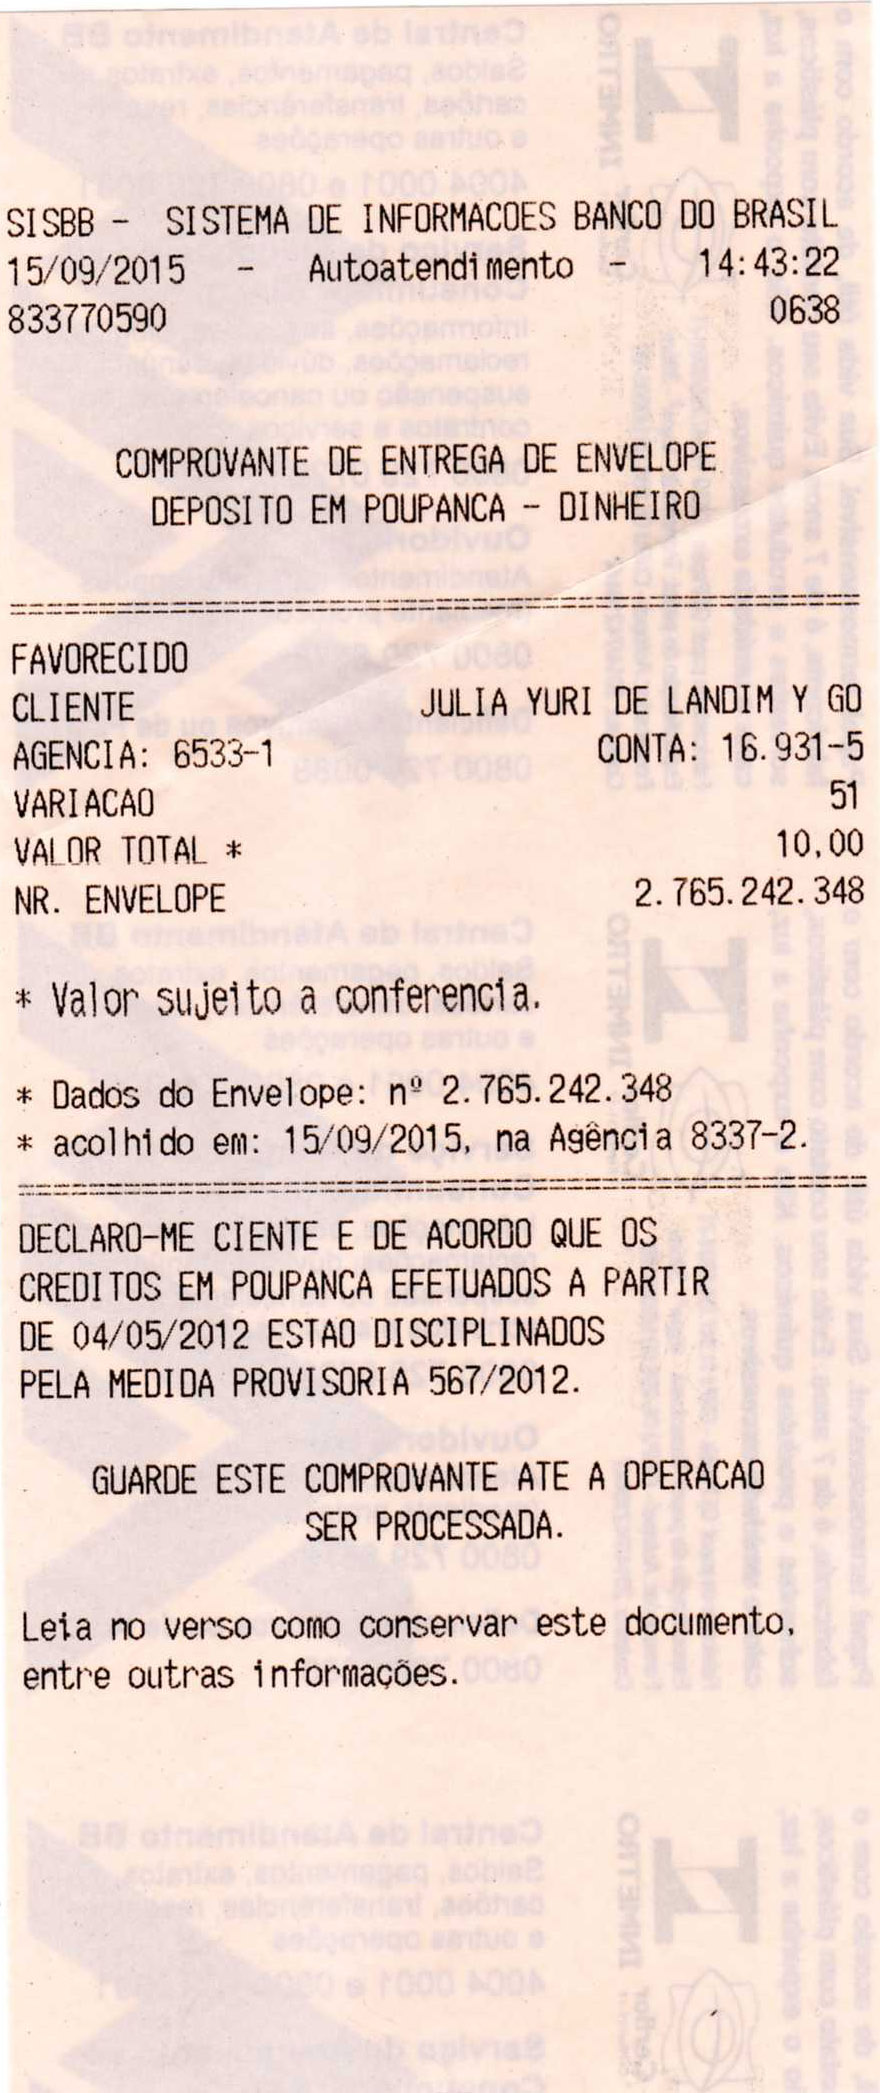 SISBB - SISTEMA DE INFORMACOES BANCO DO BRASIL
15/09/2015 - Autoatendimento - 14:43:22
833770590 0638
COMPROVANTE DE ENTREGA DE ENVELOPE
DEPOSITO EM POUPANCA - DINHEIRO
FAVORECIDO
CLIENTE JULIA YURI DE LANDIM Y GO
AGENCIA: 6533-1 CONTA: 16.931-5
VARIACAO 51
VALOR TOTAL * 10,00
NR. ENVELOPE 2.765.242.348
* Valor sujeito a conferencia.
* Dados do Envelope: nº 2.765.242.348
* acolhido em: 15/09/2015, na Agência 8337-2.
DECLARO-ME CIENTE E DE ACORDO QUE OS
CREDITOS EM POUPANCA EFETUADOS A PARTIR
DE 04/05/2012 ESTAO DISCIPLINADOS
PELA MEDIDA PROVISORIA 567/2012.
GUARDE ESTE COMPROVANTE ATE A OPERACAO
SER PROCESSADA.
Leia no verso como conservar este documento,
entre outras informações.